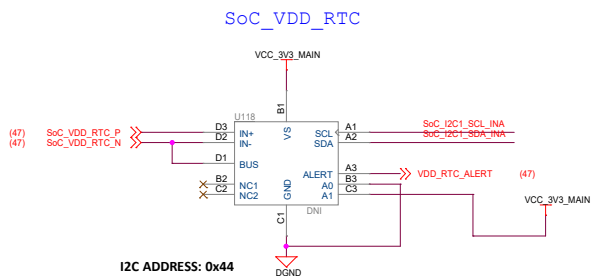 SoC_VDD_RTC
VCC_3V3_MAIN
U118
B1
VS
(47) SoC_VDD_RTC_P D3 IN+
(47) SoC_VDD_RTC_N D2 IN-
D1 BUS
B2 NC1
C2 NC2
SCL A1 SoC_I2C1_SCL_INA
SDA A2 SoC_I2C1_SDA_INA
ALERT A3 VDD_RTC_ALERT (47)
A0 B3
A1 C3
VCC_3V3_MAIN
GND
C1
DNI
DGND
I2C ADDRESS: 0x44